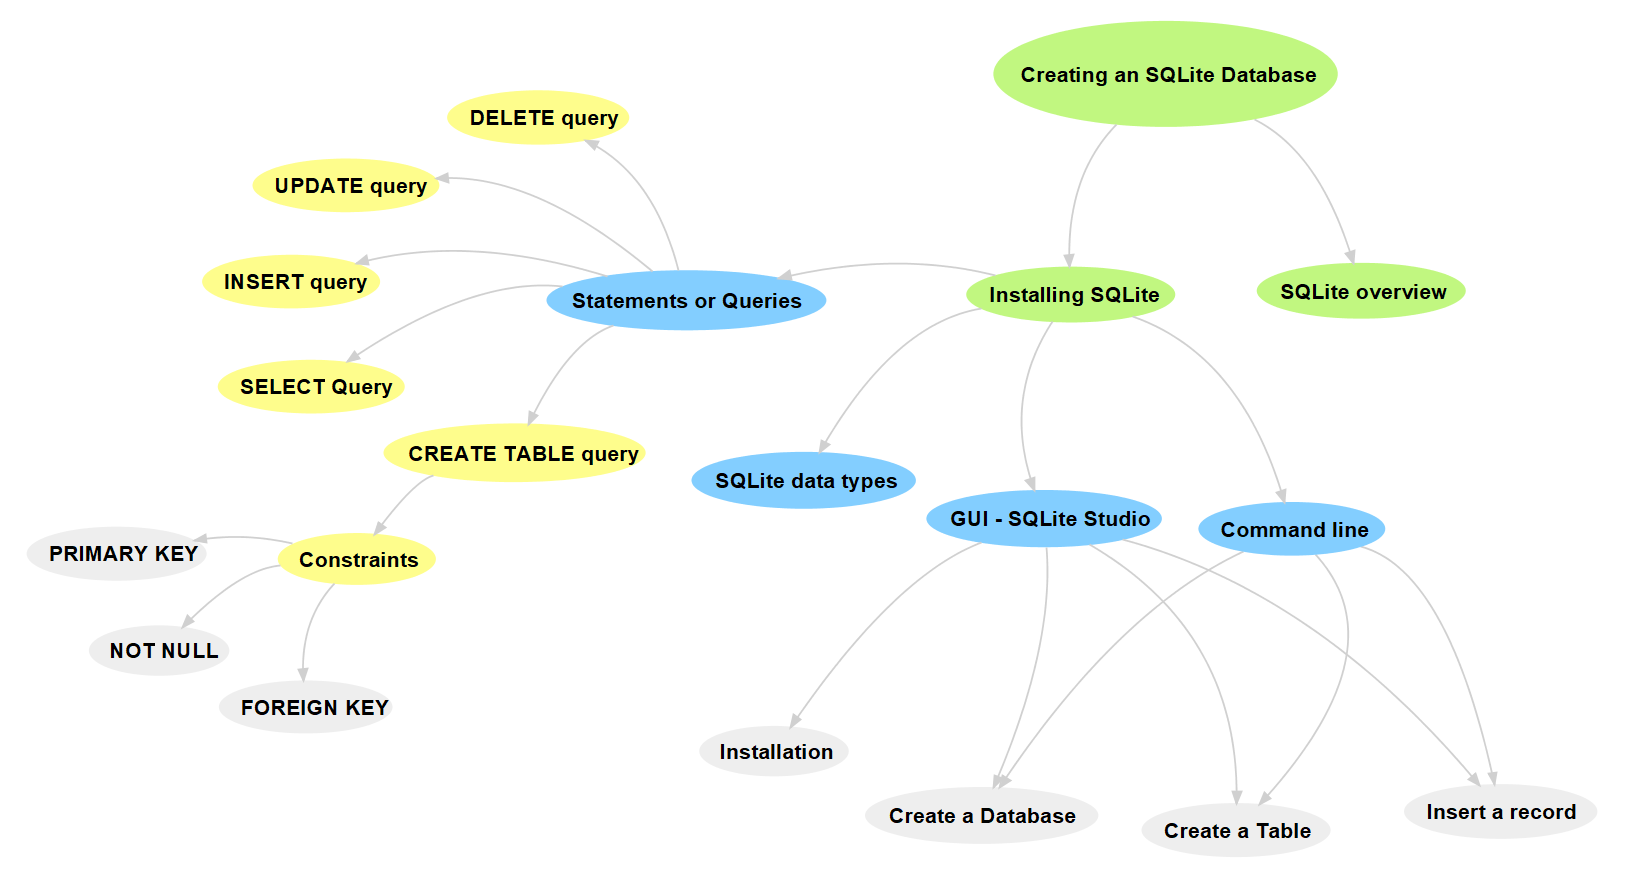 Creating an SQLite Database
DELETE query
UPDATE query
INSERT query
Statements or Queries
Installing SQLite
SQLite overview
SELECT Query
CREATE TABLE query
SQLite data types
GUI - SQLite Studio
Command line
PRIMARY KEY
Constraints
NOT NULL
FOREIGN KEY
Installation
Create a Database
Create a Table
Insert a record